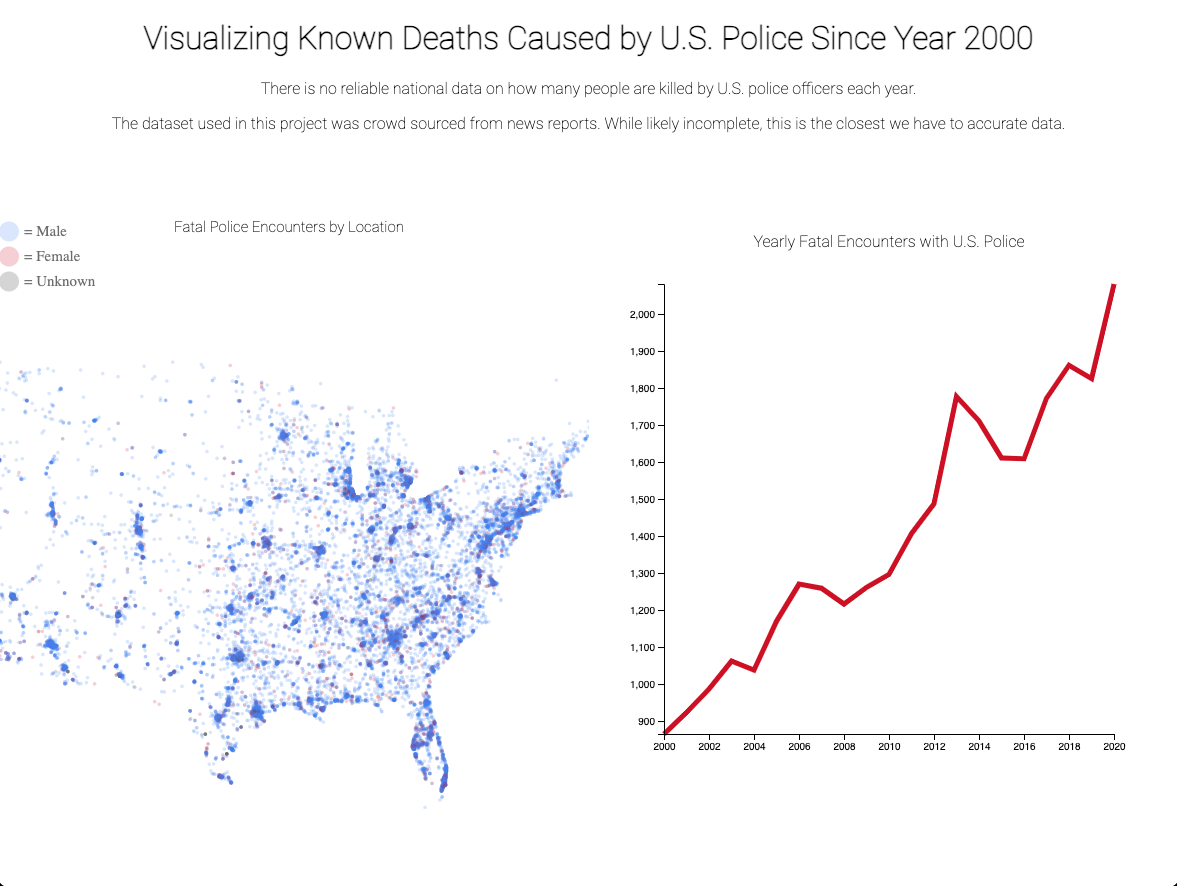 Visualizing Known Deaths Caused by U.S. Police Since Year 2000
There is no reliable national data on how many people are killed by U.S. police officers each year.
The dataset used in this project was crowd sourced from news reports. While likely incomplete, this is the closest we have to accurate data.
Fatal Police Encounters by Location
= Male
= Female
= Unknown
Yearly Fatal Encounters with U.S. Police
2,000
1,900
1,800
1,700
1,600
1,500
1,400
1,300
1,200
1,100
1,000
900
2000 2002 2004 2006 2008 2010 2012 2014 2016 2018 2020